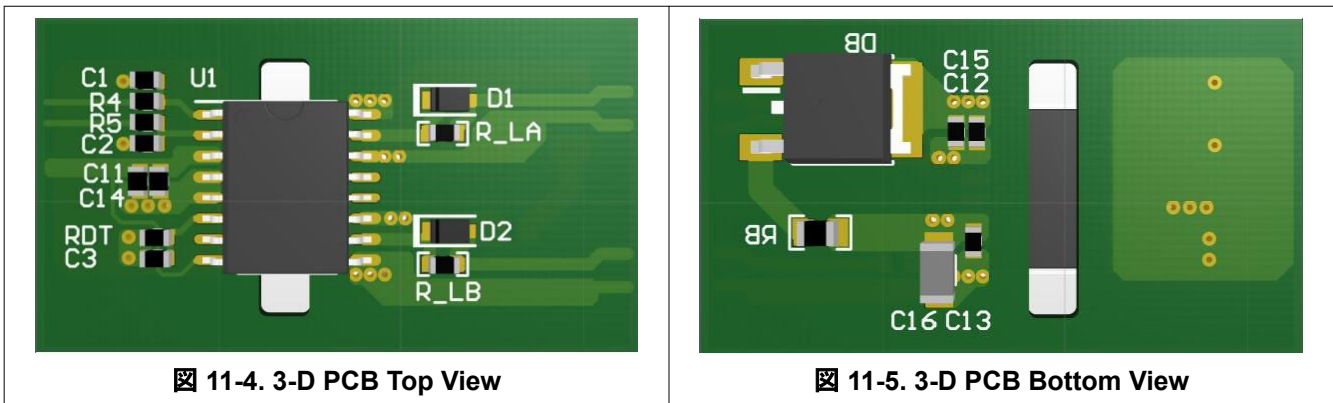 C1
U1
R4
R5
C2
C11
C14
RDT
C3
D1
R_LA
D2
R_LB
図 11-4. 3-D PCB Top View
DB
C15
C12
RB
C16 C13
図 11-5. 3-D PCB Bottom View